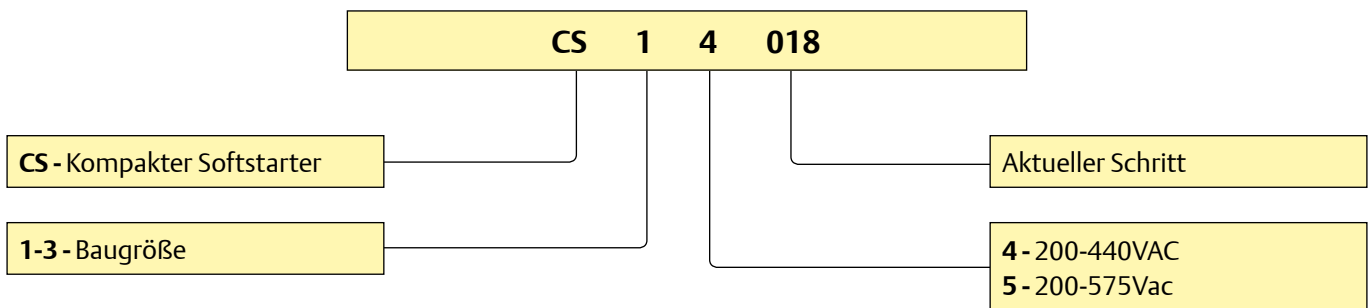 CS 1 4 018
CS - Kompakter Softstarter
Aktueller Schritt
1-3 - Baugröße
4 - 200-440VAC
5 - 200-575Vac